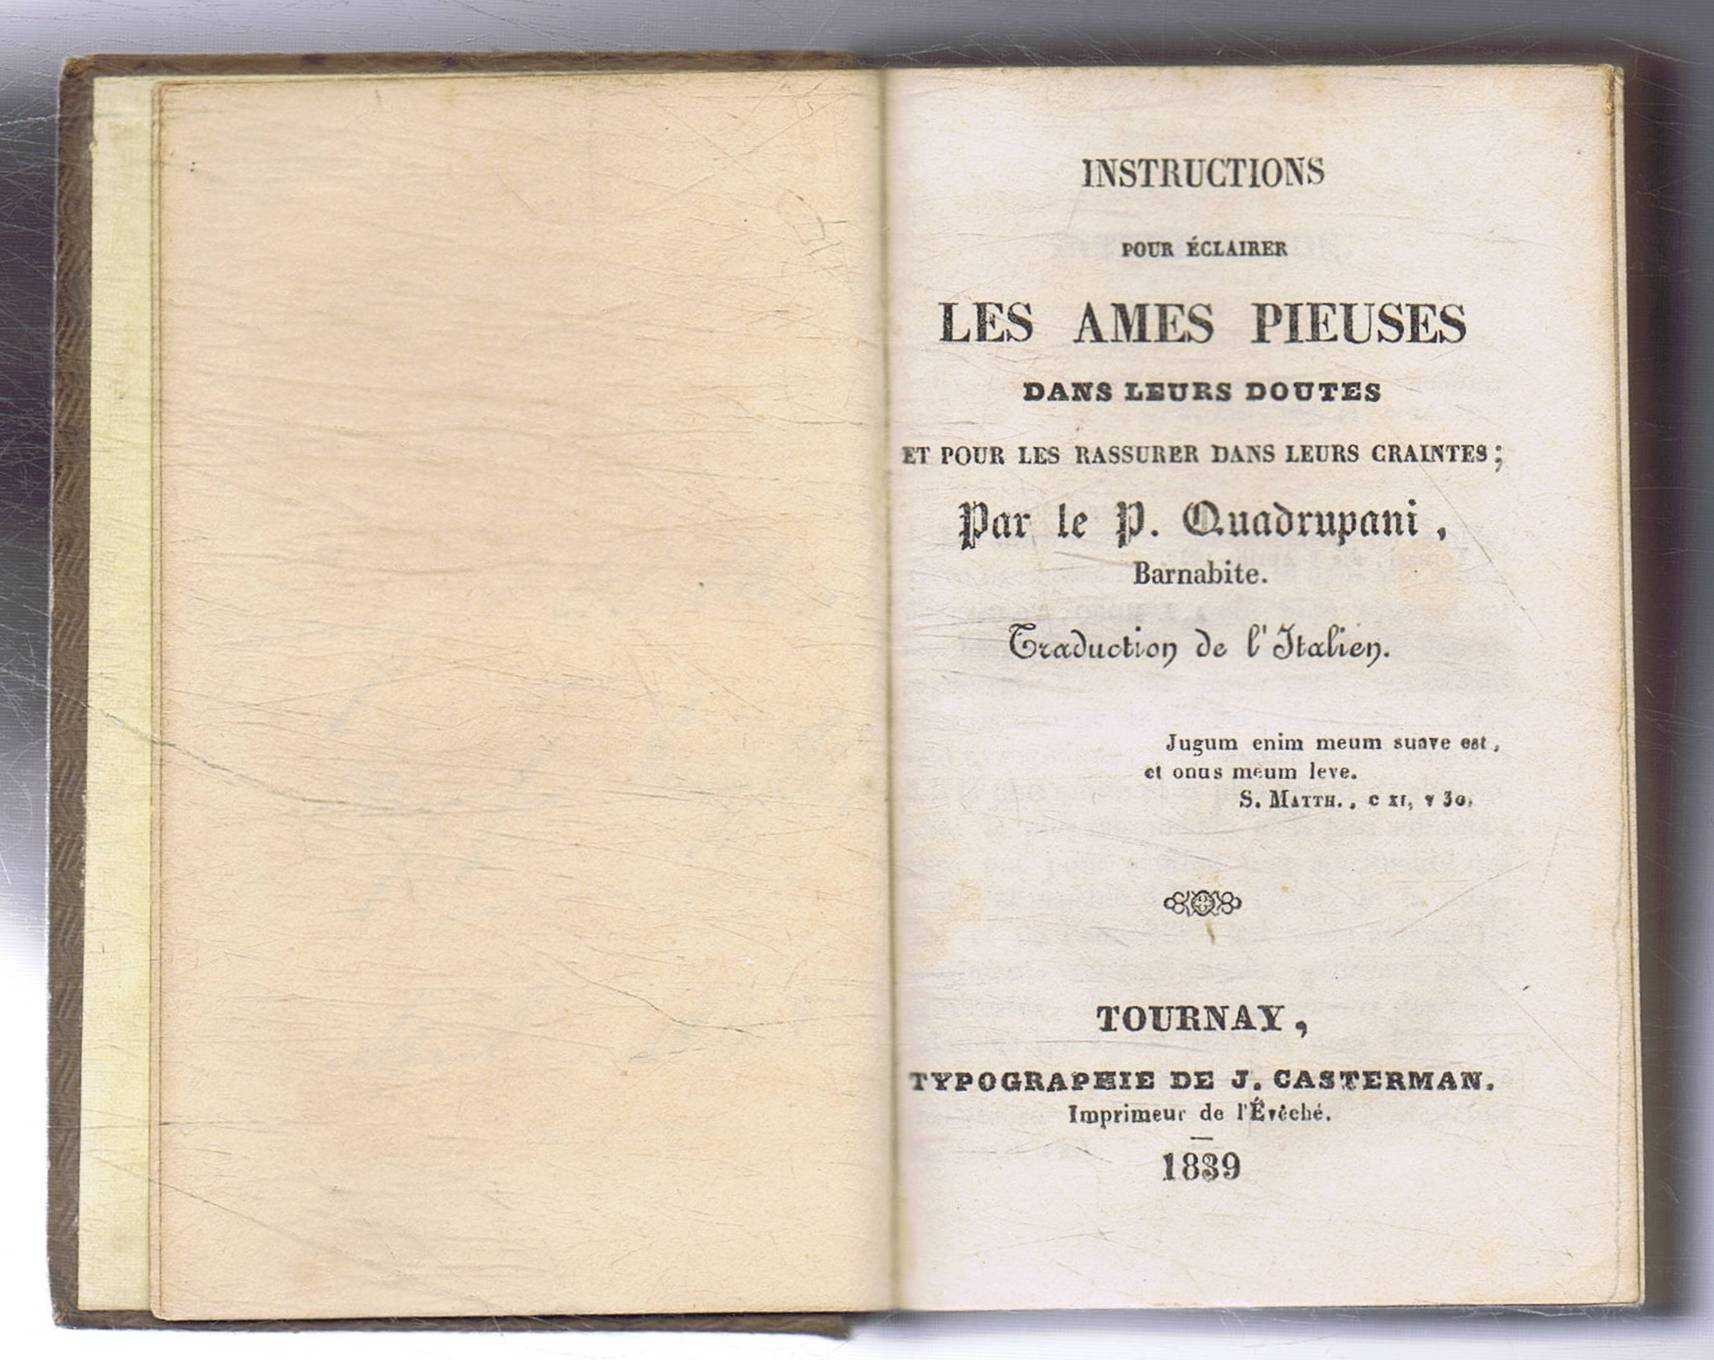 INSTRUCTIONS
POUR ÉCLAIRER
LES AMES PIEUSES
DANS LEURS DOUTES
ET POUR LES RASSURER DANS LEURS CRAINTES ;
Par le P. Quadrupani ,
Barnabite.
Traduction de l'Italien.
Jugum enim meum suave est ,
et onus meum leve.
S. MATTH. , c XI, v 30.
TOURNAY ,
TYPOGRAPHIE DE J. CASTERMAN.
Imprimeur de l'Évêché.
1839